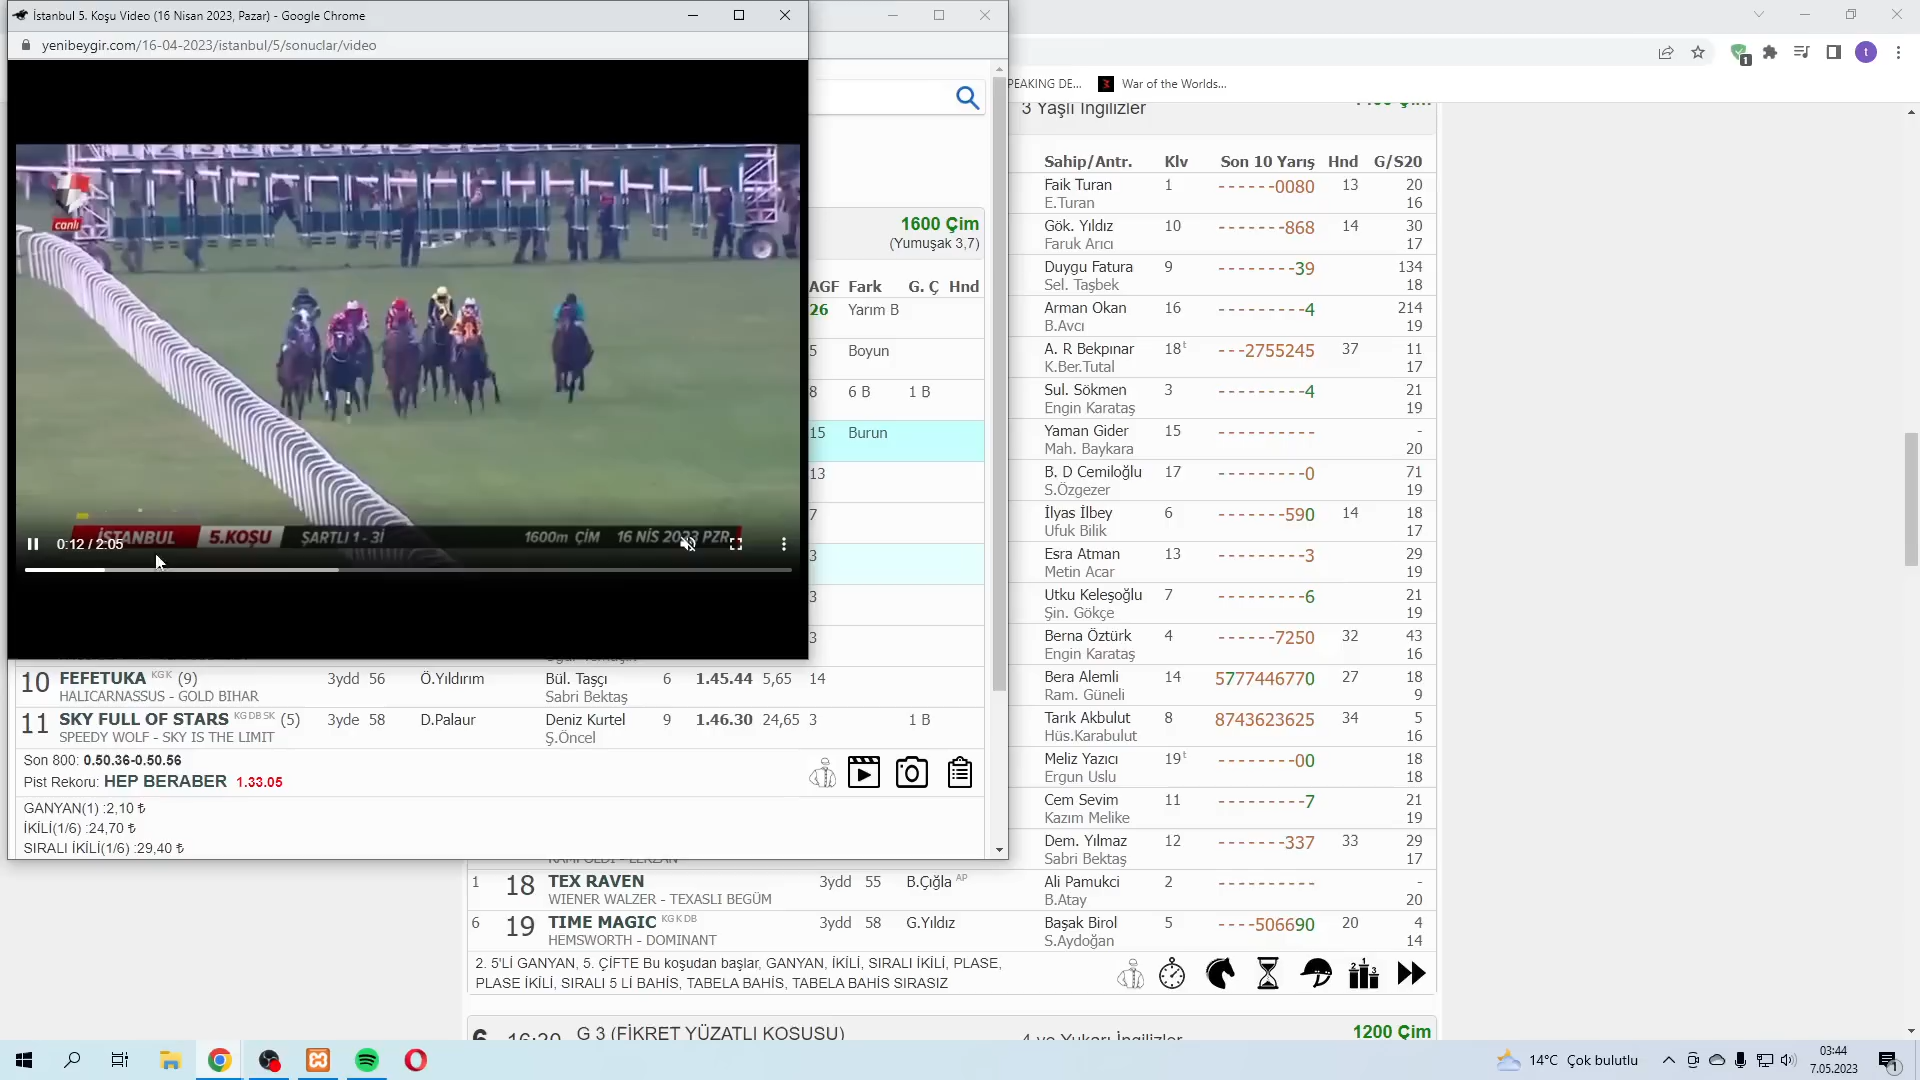 İstanbul 5. Koşu Video (16 Nisan 2023, Pazar) - Google Chrome
yenibeygir.com/16-04-2023/istanbul/5/sonuclar/video
canlı
İSTANBUL 5.KOŞU ŞARTLI 1 - 3İ 1600m ÇİM 16 NİS 2023 PZR
0:12 / 2:05
1600 Çim
(Yumuşak 3,7)
AGF Fark G. Ç Hnd
26 Yarım B
5 Boyun
8 6 B 1 B
15 Burun
13
7
3
3
3
10 FEFETUKA KGK (9) 3ydd 56 Ö.Yıldırım Bül. Taşçı 6 1.45.44 5,65 14
HALICARNASSUS - GOLD BIHAR Sabri Bektaş
11 SKY FULL OF STARS KG DB SK (5) 3yde 58 D.Palaur Deniz Kurtel 9 1.46.30 24,65 3 1 B
SPEEDY WOLF - SKY IS THE LIMIT Ş.Öncel
Son 800: 0.50.36-0.50.56
Pist Rekoru: HEP BERABER 1.33.05
GANYAN(1) :2,10 ₺
İKİLİ(1/6) :24,70 ₺
SIRALI İKİLİ(1/6) :29,40 ₺
1
t
PEAKING DE...
War of the Worlds...
3 Yaşlı İngilizler
Sahip/Antr. Klv Son 10 Yarış Hnd G/S20
Faik Turan 1 ------0080 13 20
E.Turan 16
Gök. Yıldız 10 -------868 14 30
Faruk Arıcı 17
Duygu Fatura 9 --------39 134
Sel. Taşbek 18
Arman Okan 16 ---------4 214
B.Avcı 19
A. R Bekpınar 18t ---2755245 37 11
K.Ber.Tutal 17
Sul. Sökmen 3 ---------4 21
Engin Karataş 19
Yaman Gider 15 ---------- -
Mah. Baykara 20
B. D Cemiloğlu 17 ---------0 71
S.Özgezer 19
İlyas İlbey 6 -------590 14 18
Ufuk Bilik 17
Esra Atman 13 ---------3 29
Metin Acar 19
Utku Keleşoğlu 7 ---------6 21
Şin. Gökçe 19
Berna Öztürk 4 ------7250 32 43
Engin Karataş 16
Bera Alemli 14 5777446770 27 18
Ram. Güneli 9
Tarık Akbulut 8 8743623625 34 5
Hüs.Karabulut 16
Meliz Yazıcı 19t --------00 18
Ergun Uslu 18
Cem Sevim 11 ---------7 21
Kazım Melike 19
Dem. Yılmaz 12 -------337 33 29
Sabri Bektaş 17
1 18 TEX RAVEN 3ydd 55 B.Çığla AP Ali Pamukci 2 ---------- -
WIENER WALZER - TEXASLI BEGÜM B.Atay 20
6 19 TIME MAGIC KG K DB 3ydd 58 G.Yıldız Başak Birol 5 ----506690 20 4
HEMSWORTH - DOMINANT S.Aydoğan 14
2. 5'Lİ GANYAN, 5. ÇİFTE Bu koşudan başlar, GANYAN, İKİLİ, SIRALI İKİLİ, PLASE,
PLASE İKİLİ, SIRALI 5 Lİ BAHİS, TABELA BAHİS, TABELA BAHİS SIRASIZ
6 16:30 G 3 (FİKRET YÜZATLI KOŞUSU) 4 ve Yukarı İngilizler 1200 Çim
14°C Çok bulutlu
03:44
7.05.2023
1